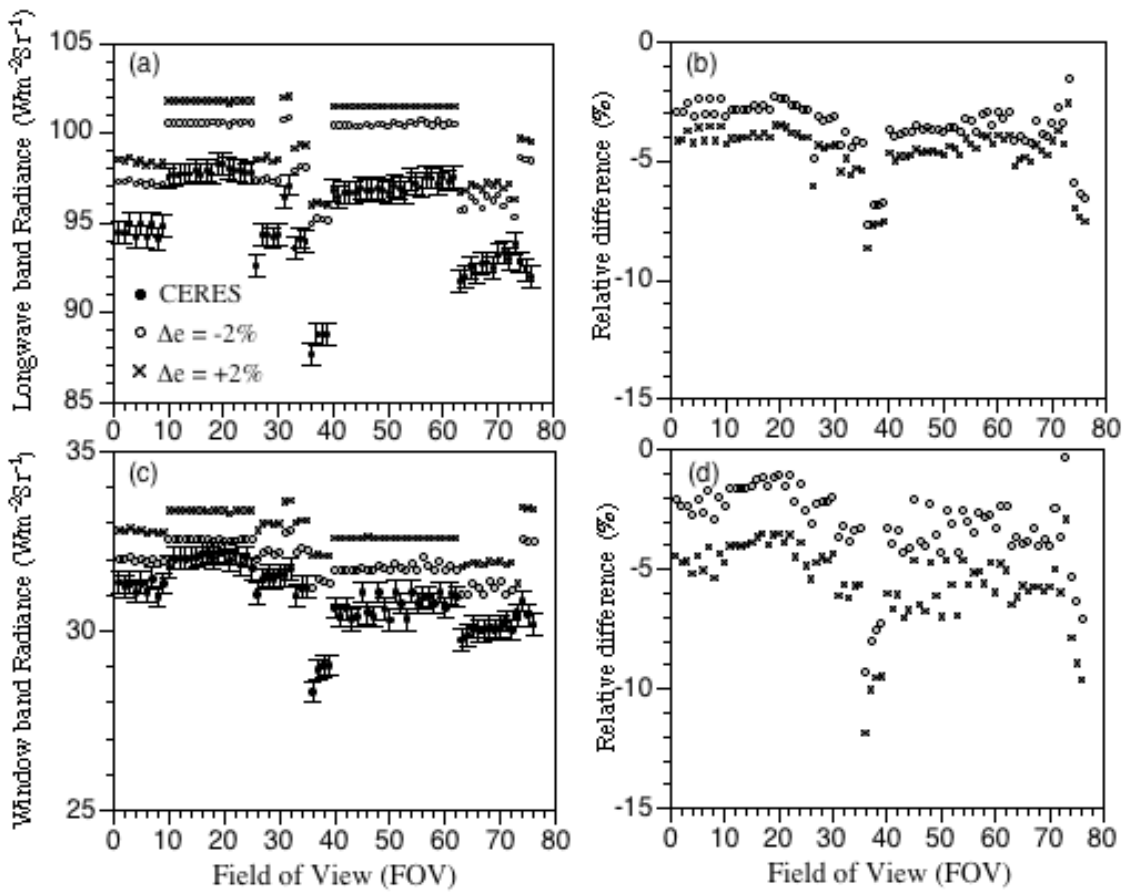 Longwave band Radiance (Wm-2Sr-1)
105
100
95
90
85
(a)
CERES
Δe = -2%
Δe = +2%
0 10 20 30 40 50 60 70 80
Relative difference (%)
0
-5
-10
-15
(b)
0 10 20 30 40 50 60 70 80
Window band Radiance (Wm-2Sr-1)
35
30
25
(c)
0 10 20 30 40 50 60 70 80
Field of View (FOV)
Relative difference (%)
0
-5
-10
-15
(d)
0 10 20 30 40 50 60 70 80
Field of View (FOV)